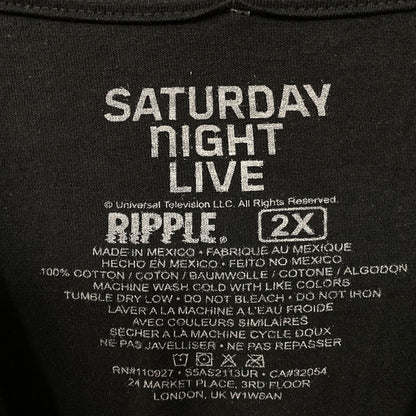 SATURDAY
NIGHT
LIVE
© Universal Television LLC. All Rights Reserved.
RIPPLE. 2X
MADE IN MEXICO • FABRIQUÉ AU MEXIQUE
HECHO EN MEXICO • FEITO NO MEXICO
100% COTTON / COTON / BAUMWOLLE / COTONE / ALGODON
MACHINE WASH COLD WITH LIKE COLORS
TUMBLE DRY LOW • DO NOT BLEACH • DO NOT IRON
LAVER A LA MACHINE A L'EAU FROIDE
AVEC COULEURS SIMILAIRES
SÉCHER A LA MACHINE CYCLE DOUX
NE PAS JAVELLISER • NE PAS REPASSER
RN#110927 • S5AS2113UR • CA#32054
24 MARKET PLACE, 3RD FLOOR
LONDON, UK W1W8AN